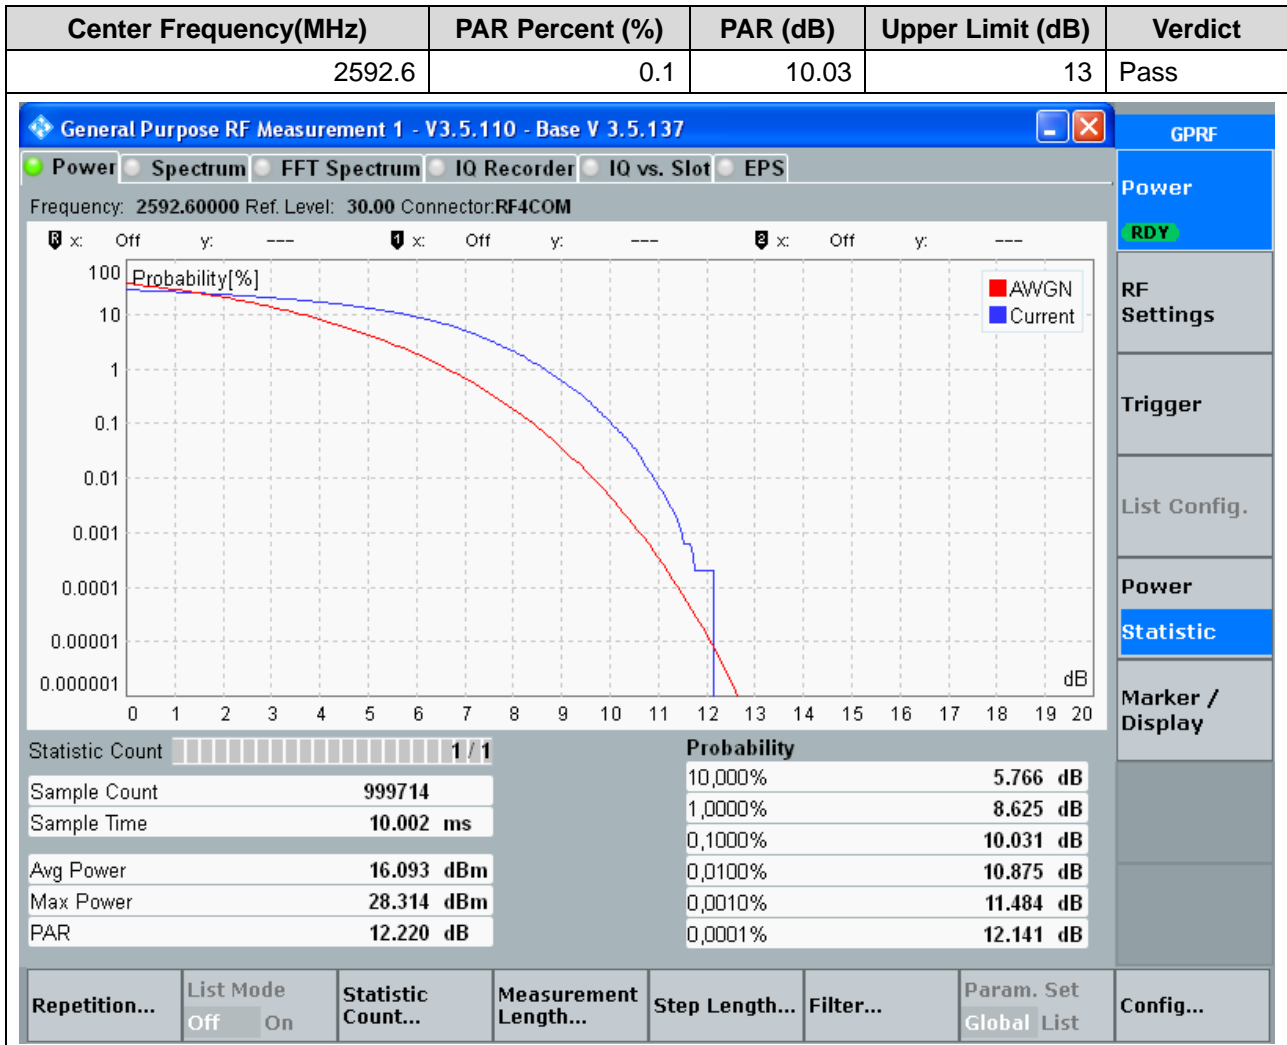 Center Frequency(MHz) PAR Percent (%) PAR (dB) Upper Limit (dB) Verdict
2592.6 0.1 10.03 13 Pass
General Purpose RF Measurement 1 - V3.5.110 - Base V 3.5.137
GPRF
Power Spectrum FFT Spectrum IQ Recorder IQ vs. Slot EPS
Frequency: 2592.60000 Ref. Level: 30.00 Connector:RF4COM
R x: Off y: --- 1 x: Off y: --- 2 x: Off y: ---
Probability[%]
AWGN
Current
100
10
1
0.1
0.01
0.001
0.0001
0.00001
0.000001
dB
0 1 2 3 4 5 6 7 8 9 10 11 12 13 14 15 16 17 18 19 20
Power
RDY
RF
Settings
Trigger
List Config.
Power
Statistic
Marker /
Display
Statistic Count 1 / 1
Sample Count 999714
Sample Time 10.002 ms
Avg Power 16.093 dBm
Max Power 28.314 dBm
PAR 12.220 dB
Probability
10,000% 5.766 dB
1,0000% 8.625 dB
0,1000% 10.031 dB
0,0100% 10.875 dB
0,0010% 11.484 dB
0,0001% 12.141 dB
Repetition...
List Mode
Off On
Statistic
Count...
Measurement
Length...
Step Length...
Filter...
Param. Set
Global List
Config...